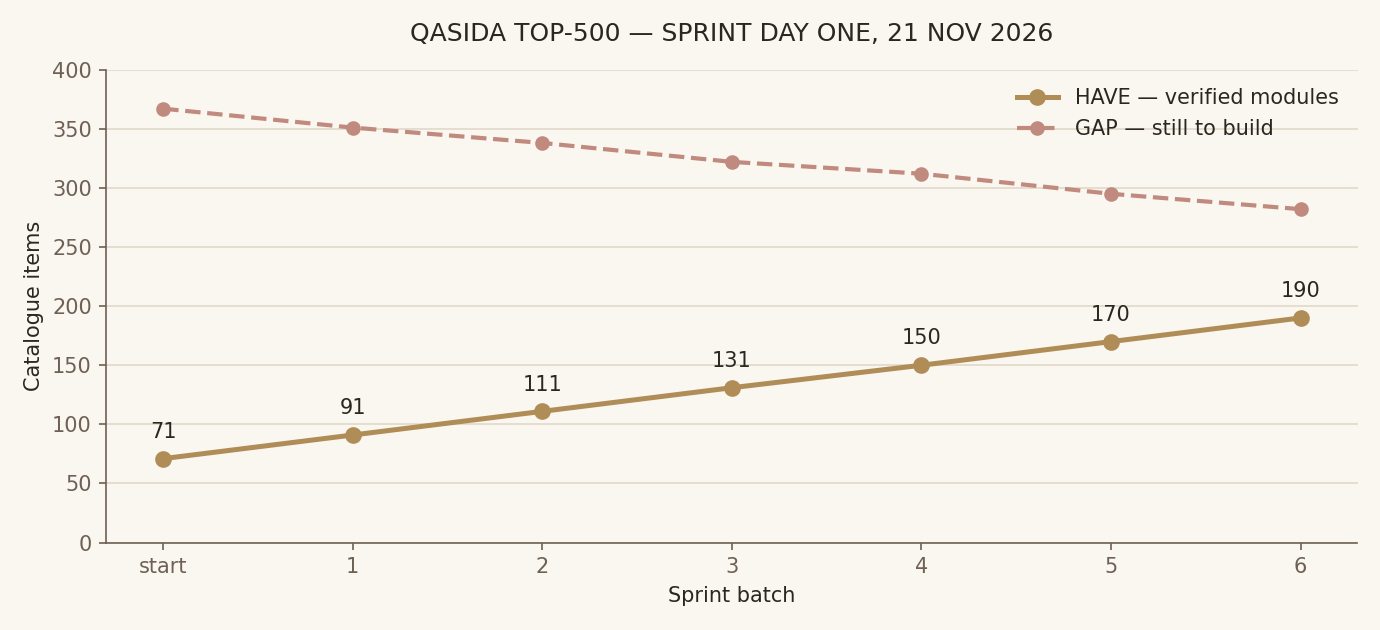 QASIDA TOP-500 — SPRINT DAY ONE, 21 NOV 2026
HAVE — verified modules
GAP — still to build
Catalogue items
400
350
300
250
200
150
100
50
0
71
91
111
131
150
170
190
start 1 2 3 4 5 6
Sprint batch